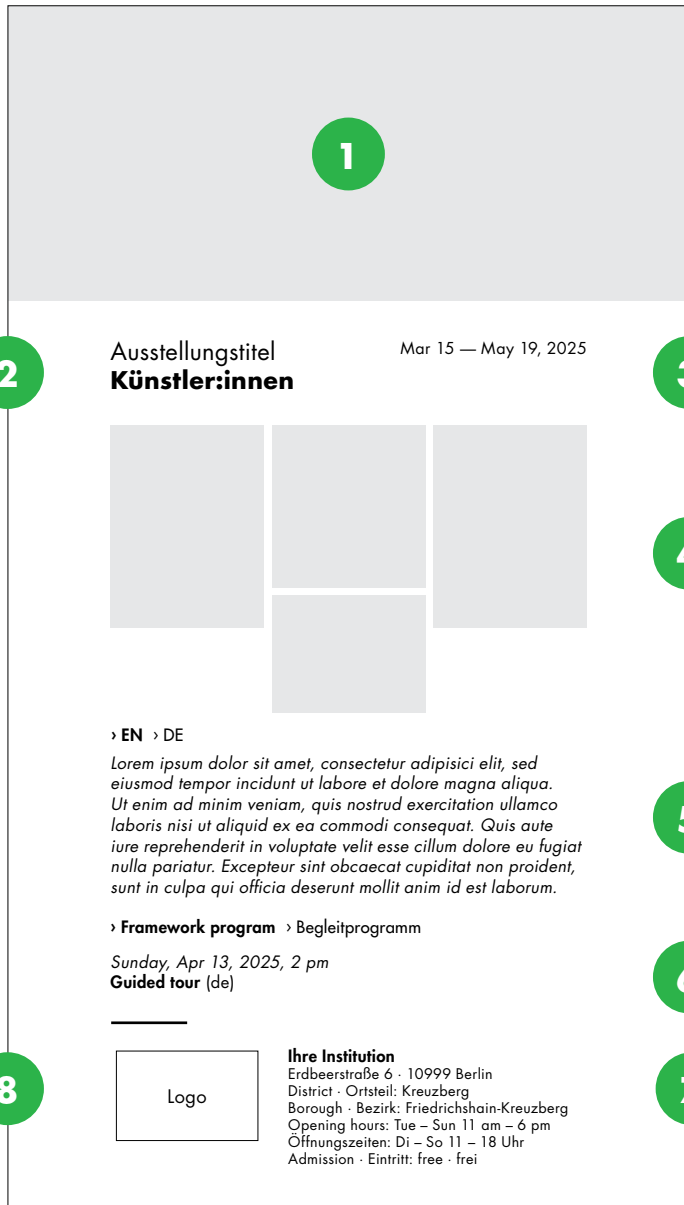 1
Ausstellungstitel
Künstler:innen
Mar 15 — May 19, 2025
2
3
4
› EN › DE
Lorem ipsum dolor sit amet, consectetur adipisici elit, sed
eiusmod tempor incidunt ut labore et dolore magna aliqua.
Ut enim ad minim veniam, quis nostrud exercitation ullamco
laboris nisi ut aliquid ex ea commodi consequat. Quis aute
iure reprehenderit in voluptate velit esse cillum dolore eu fugiat
nulla pariatur. Excepteur sint obcaecat cupiditat non proident,
sunt in culpa qui officia deserunt mollit anim id est laborum.
5
› Framework program › Begleitprogramm
Sunday, Apr 13, 2025, 2 pm
Guided tour (de)
6
8
Logo
Ihre Institution
Erdbeerstraße 6 · 10999 Berlin
District · Ortsteil: Kreuzberg
Borough · Bezirk: Friedrichshain-Kreuzberg
Opening hours: Tue – Sun 11 am – 6 pm
Öffnungszeiten: Di – So 11 – 18 Uhr
Admission · Eintritt: free · frei
7